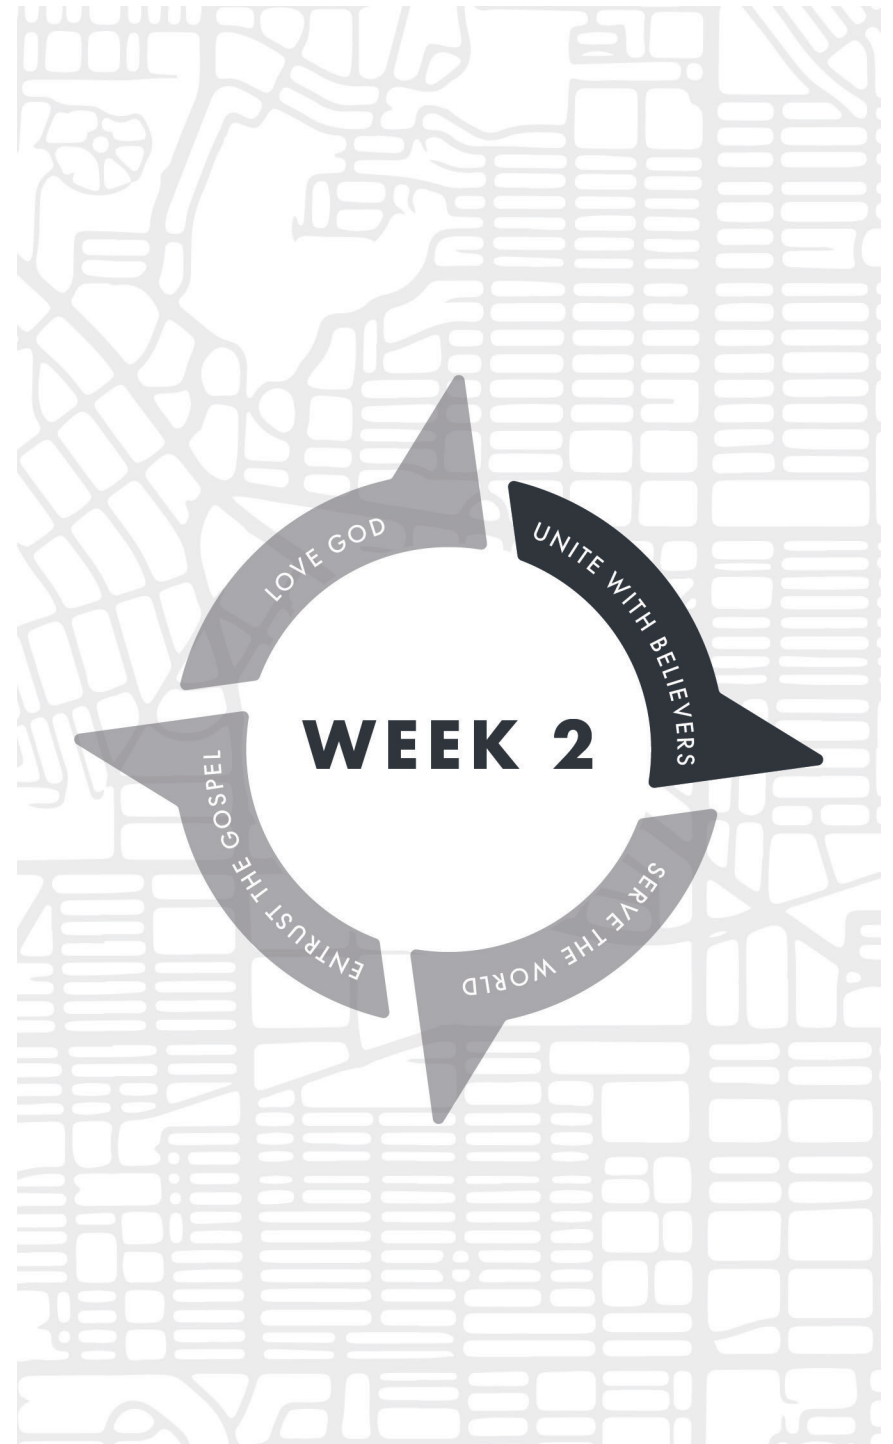 LOVE GOD
UNITE WITH BELIEVERS
WEEK 2
ENTRUST THE GOSPEL
SERVE THE WORLD